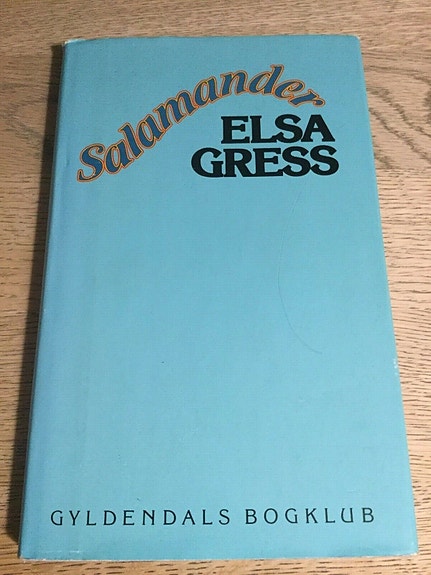 Salamander
ELSA
GRESS
GYLDENDALS BOGKLUB